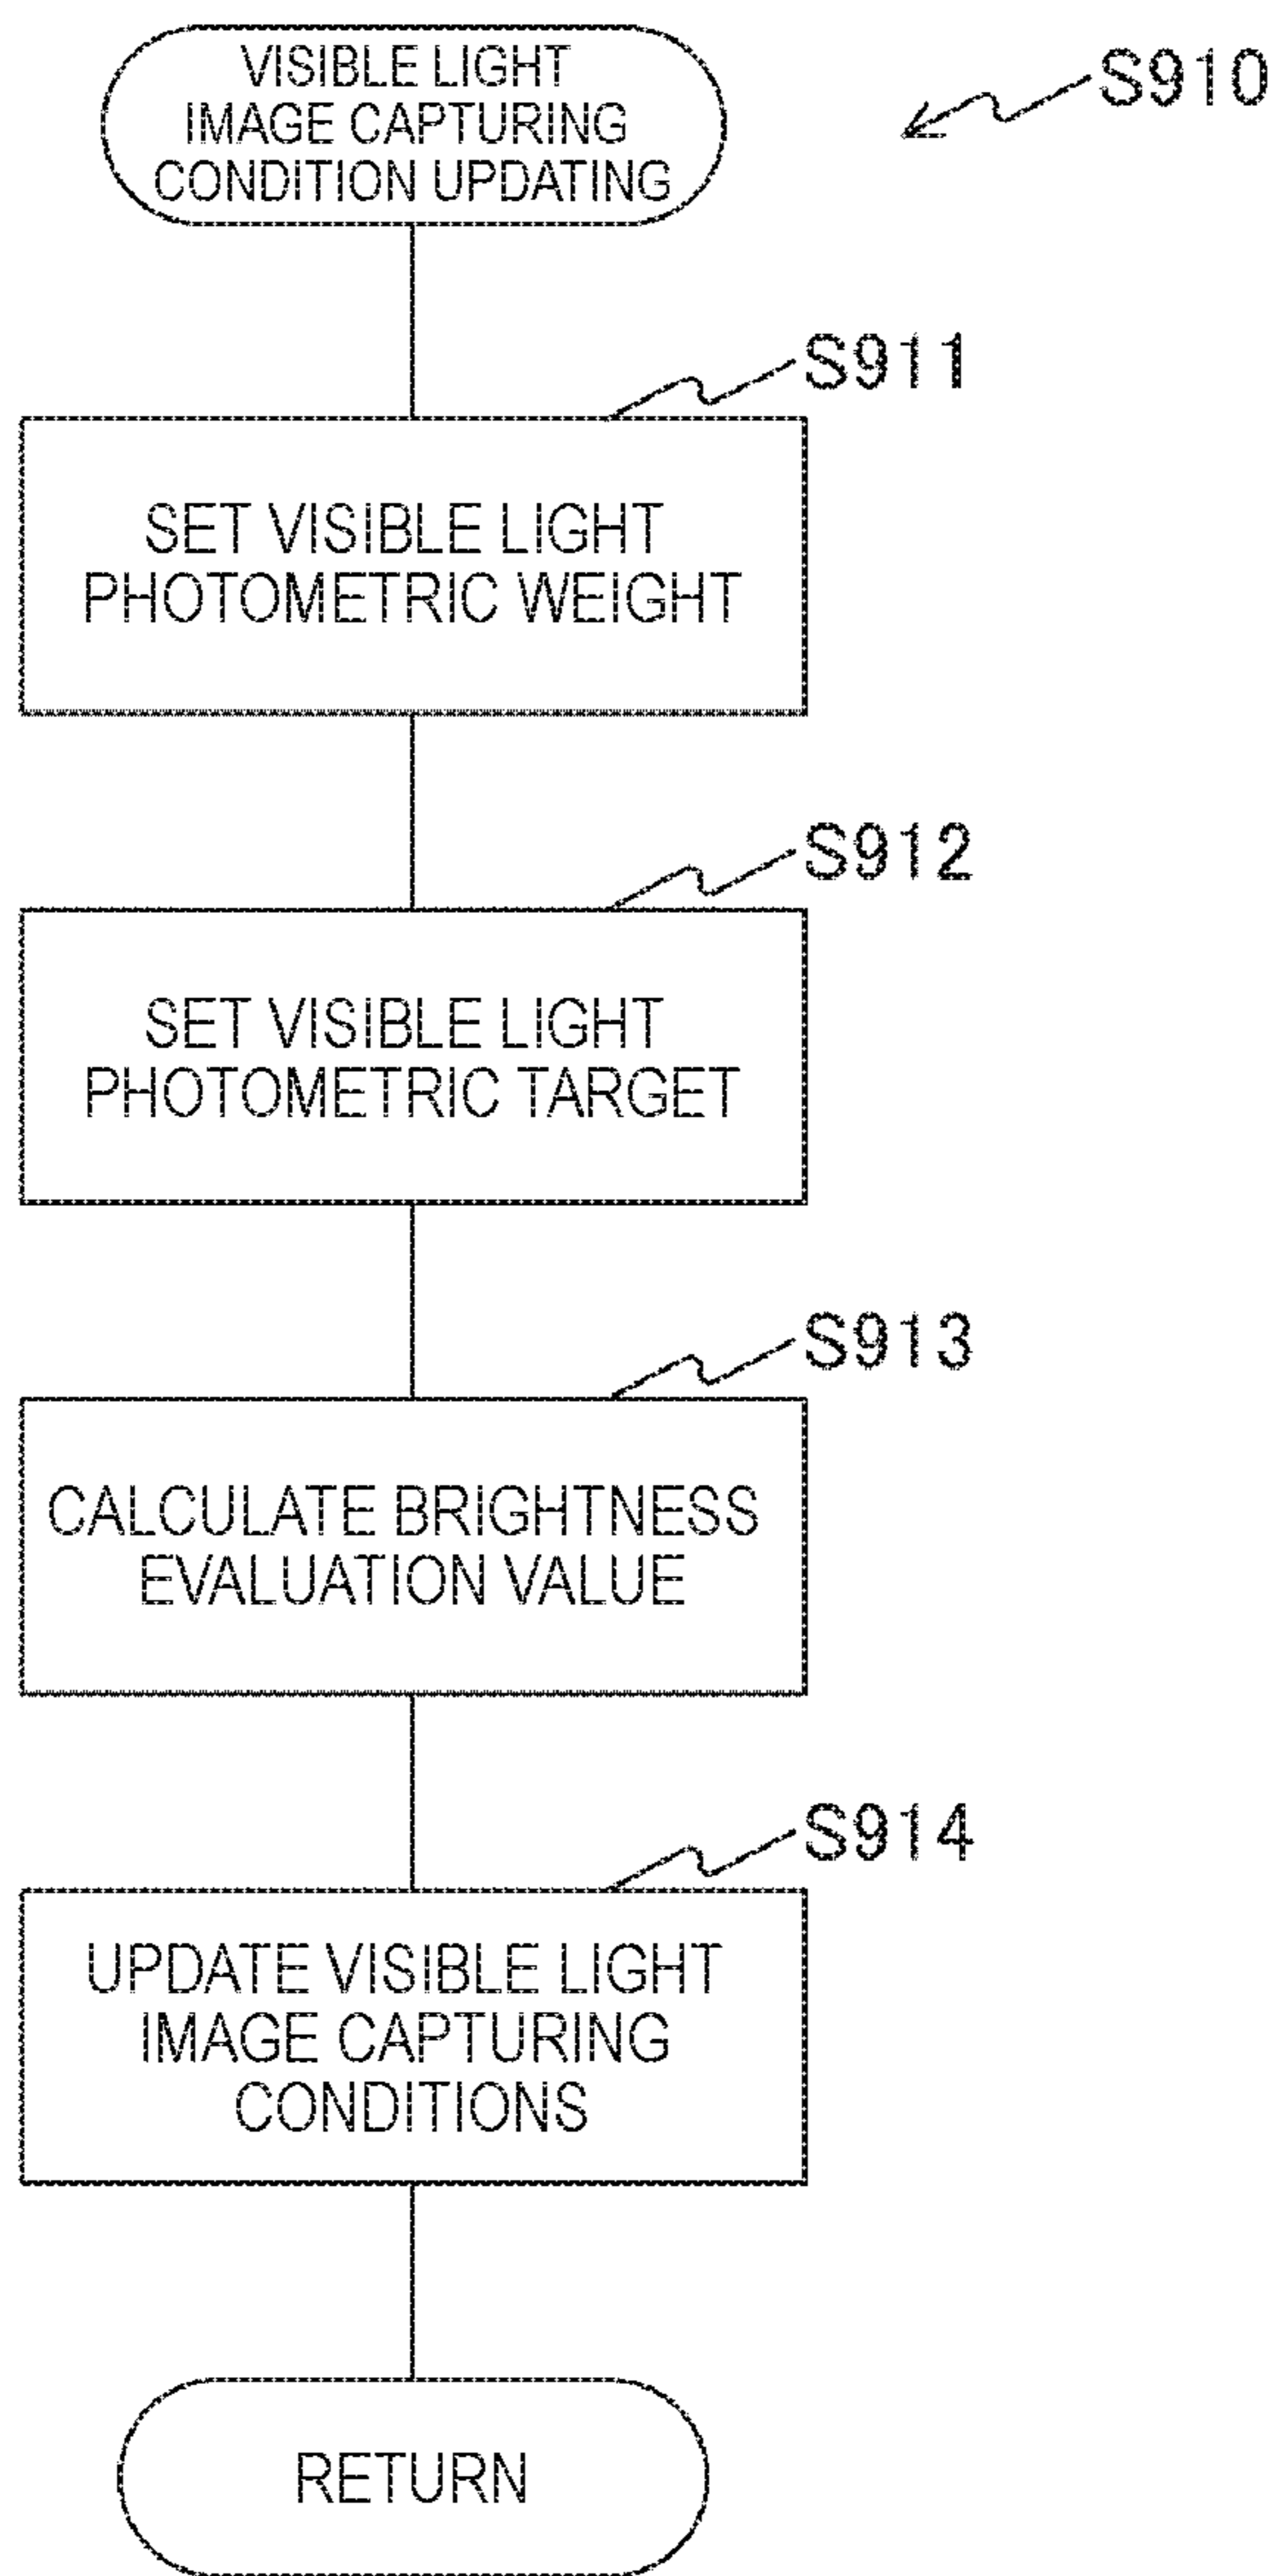 VISIBLE LIGHT
IMAGE CAPTURING
CONDITION UPDATING
S910
S911
SET VISIBLE LIGHT
PHOTOMETRIC WEIGHT
S912
SET VISIBLE LIGHT
PHOTOMETRIC TARGET
S913
CALCULATE BRIGHTNESS
EVALUATION VALUE
S914
UPDATE VISIBLE LIGHT
IMAGE CAPTURING
CONDITIONS
RETURN